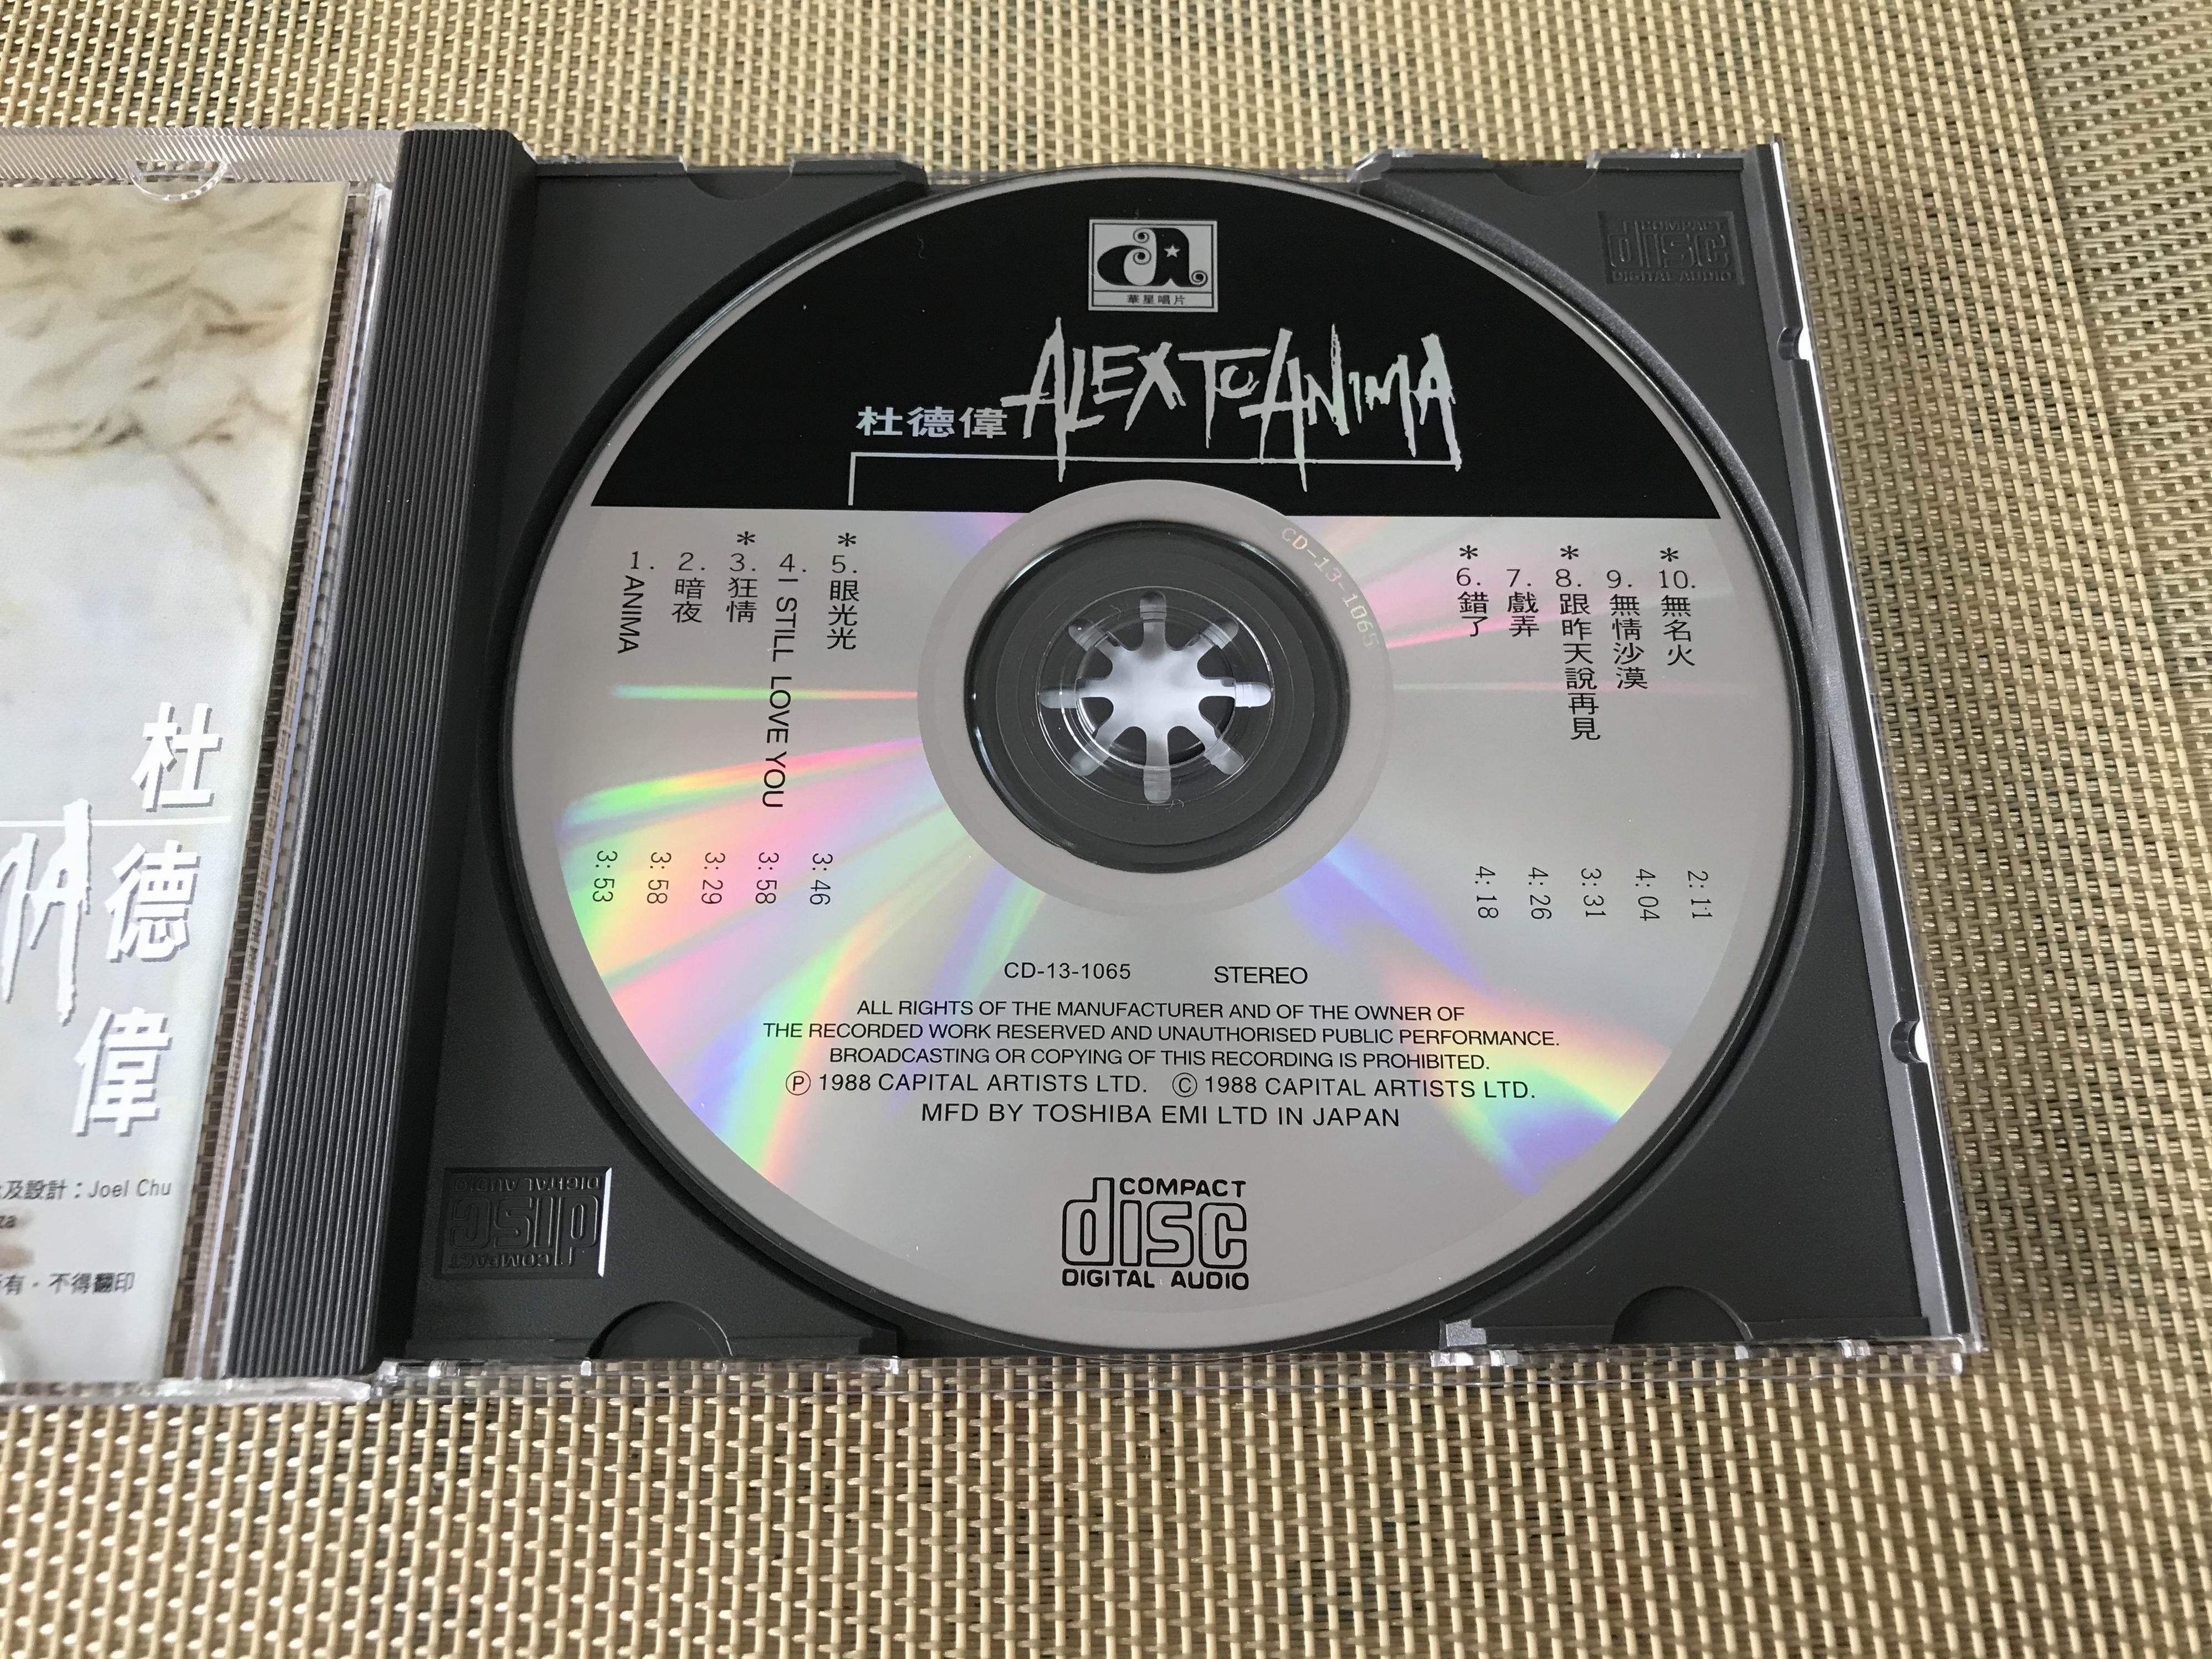 華星唱片
杜德偉 ALEX TO ANIMA
1. ANIMA 3:53
2. 暗夜 3:58
*3. 狂情 3:29
4. I STILL LOVE YOU 3:58
*5. 眼光光 3:46
*6. 錯了 4:18
7. 戲弄 4:26
*8. 跟昨天說再見 3:31
9. 無情沙漠 4:04
*10. 無名火 2:11
CD-13-1065
CD-13-1065 STEREO
ALL RIGHTS OF THE MANUFACTURER AND OF THE OWNER OF
THE RECORDED WORK RESERVED AND UNAUTHORISED PUBLIC PERFORMANCE.
BROADCASTING OR COPYING OF THIS RECORDING IS PROHIBITED.
Ⓟ 1988 CAPITAL ARTISTS LTD. Ⓒ 1988 CAPITAL ARTISTS LTD.
MFD BY TOSHIBA EMI LTD IN JAPAN
COMPACT
disc
DIGITAL AUDIO
COMPACT
disc
DIGITAL AUDIO
COMPACT
disc
DIGITAL AUDIO
杜德偉
MA
及設計：Joel Chu
za
有・不得翻印